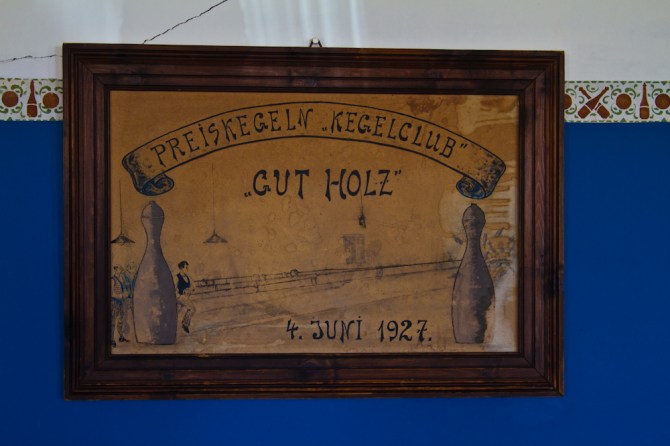 PREISKEGELN „KEGELCLUB"
„GUT HOLZ"
4. JUNI 1927.